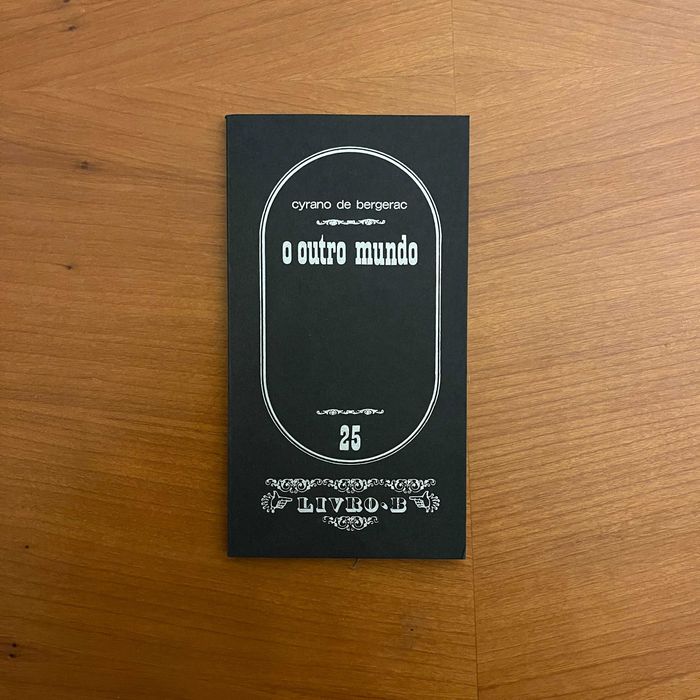 cyrano de bergerac
o outro mundo
25
LIVRO·B